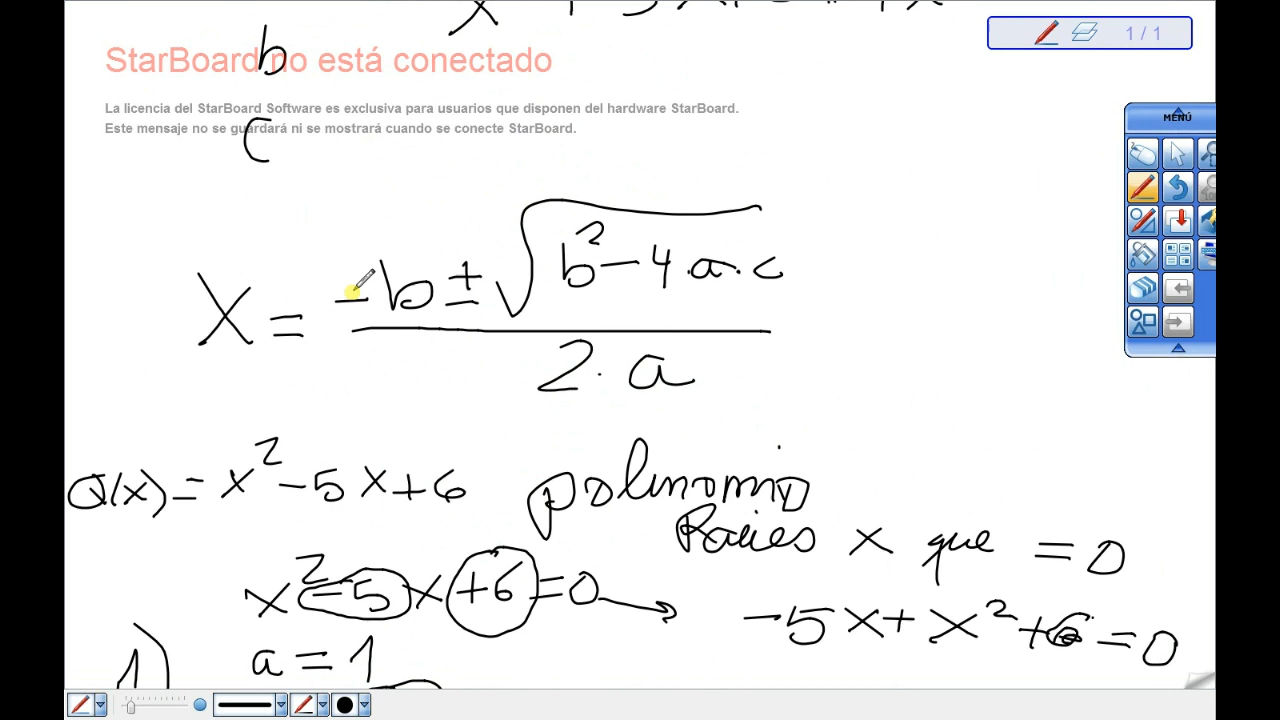 b
StarBoard no está conectado
1 / 1
La licencia del StarBoard Software es exclusiva para usuarios que disponen del hardware StarBoard.
Este mensaje no se guardará ni se mostrará cuando se conecte StarBoard.
c
MENÚ
X = -b ± √b² - 4·a·c
2·a
Q(x) = x² - 5x + 6 polinomio
Raíces x que = 0
x² - 5x + 6 = 0
-5x + x² + 6 = 0
1)
a = 1